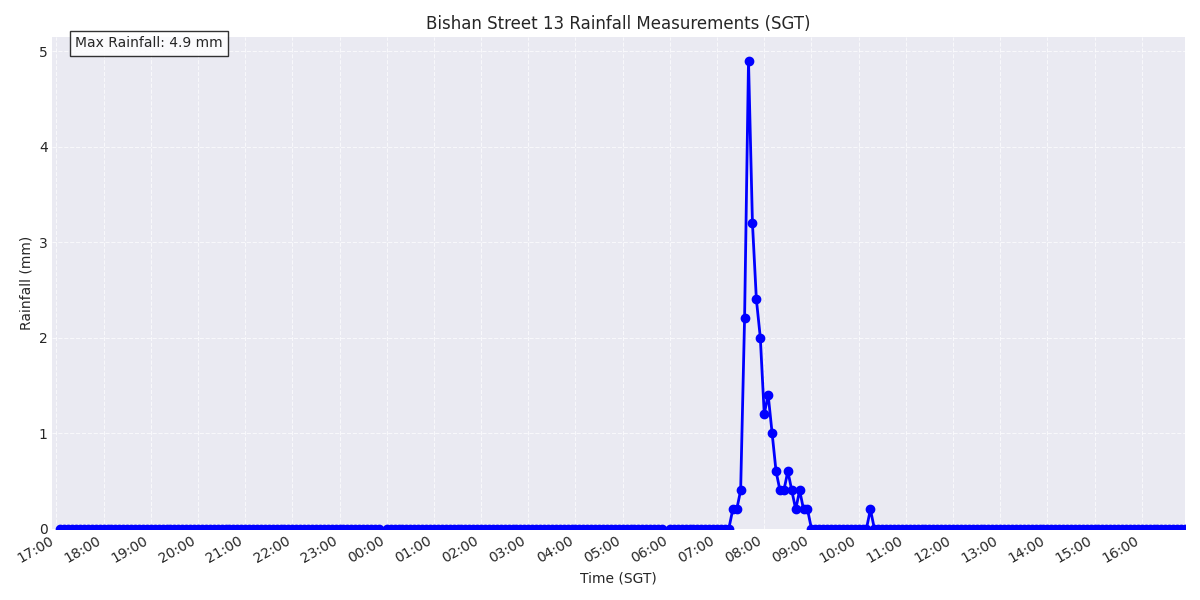 Bishan Street 13 Rainfall Measurements (SGT)
Max Rainfall: 4.9 mm
5
4
3
2
1
0
Rainfall (mm)
17:00 18:00 19:00 20:00 21:00 22:00 23:00 00:00 01:00 02:00 03:00 04:00 05:00 06:00 07:00 08:00 09:00 10:00 11:00 12:00 13:00 14:00 15:00 16:00
Time (SGT)